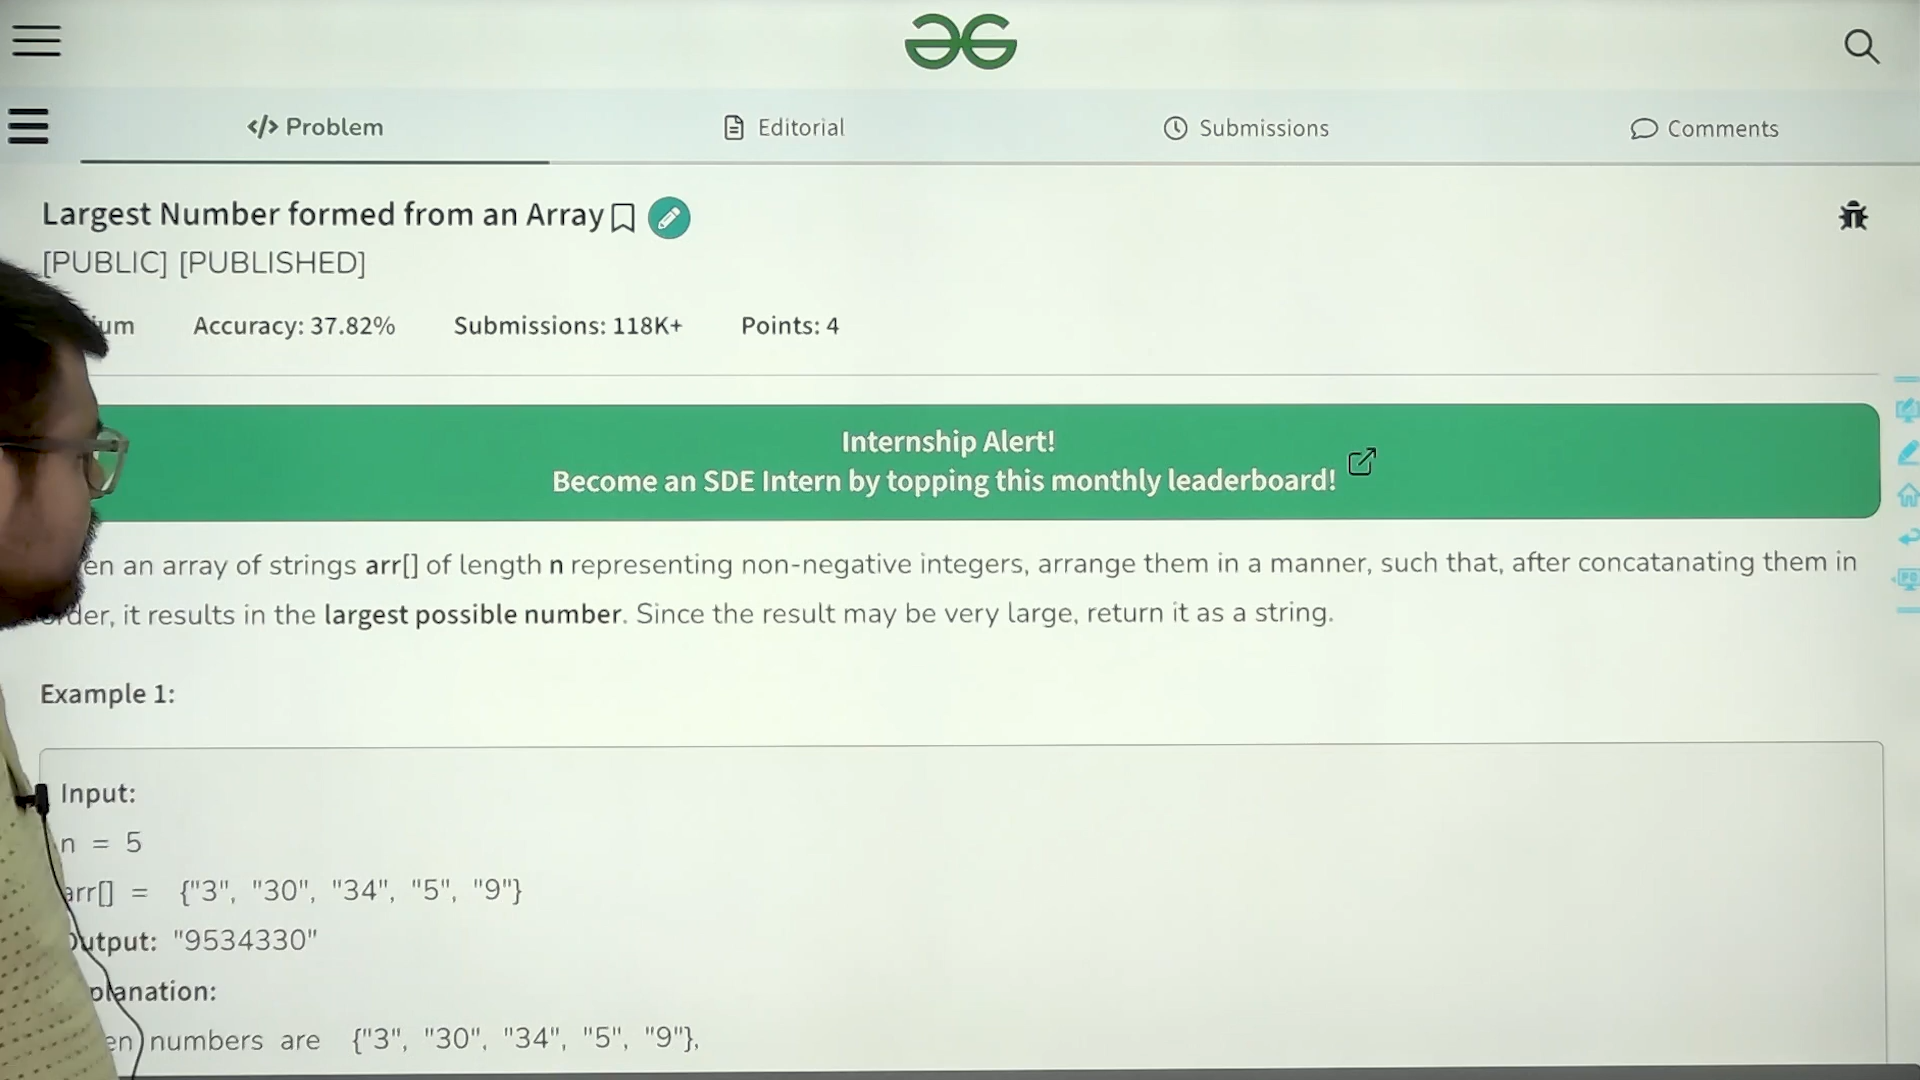 </> Problem
Editorial
Submissions
Comments
Largest Number formed from an Array
[PUBLIC] [PUBLISHED]
Accuracy: 37.82%
Submissions: 118K+
Points: 4
Internship Alert!
Become an SDE Intern by topping this monthly leaderboard!
an array of strings arr[] of length n representing non-negative integers, arrange them in a manner, such that, after concatanating them in
order, it results in the largest possible number. Since the result may be very large, return it as a string.
Example 1:
Input:
n = 5
arr[] = {"3", "30", "34", "5", "9"}
Output: "9534330"
planation:
numbers are {"3", "30", "34", "5", "9"},